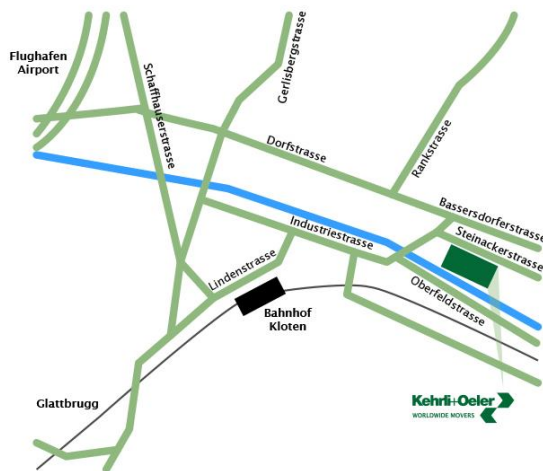 Flughafen
Airport
Schaffhauserstrasse
Gerlisbergstrasse
Dorfstrasse
Rankstrasse
Bassersdorferstrasse
Steinackerstrasse
Industriestrasse
Lindenstrasse
Oberfeldstrasse
Bahnhof
Kloten
Glattbrugg
Kehrli+Oeler
WORLDWIDE MOVERS